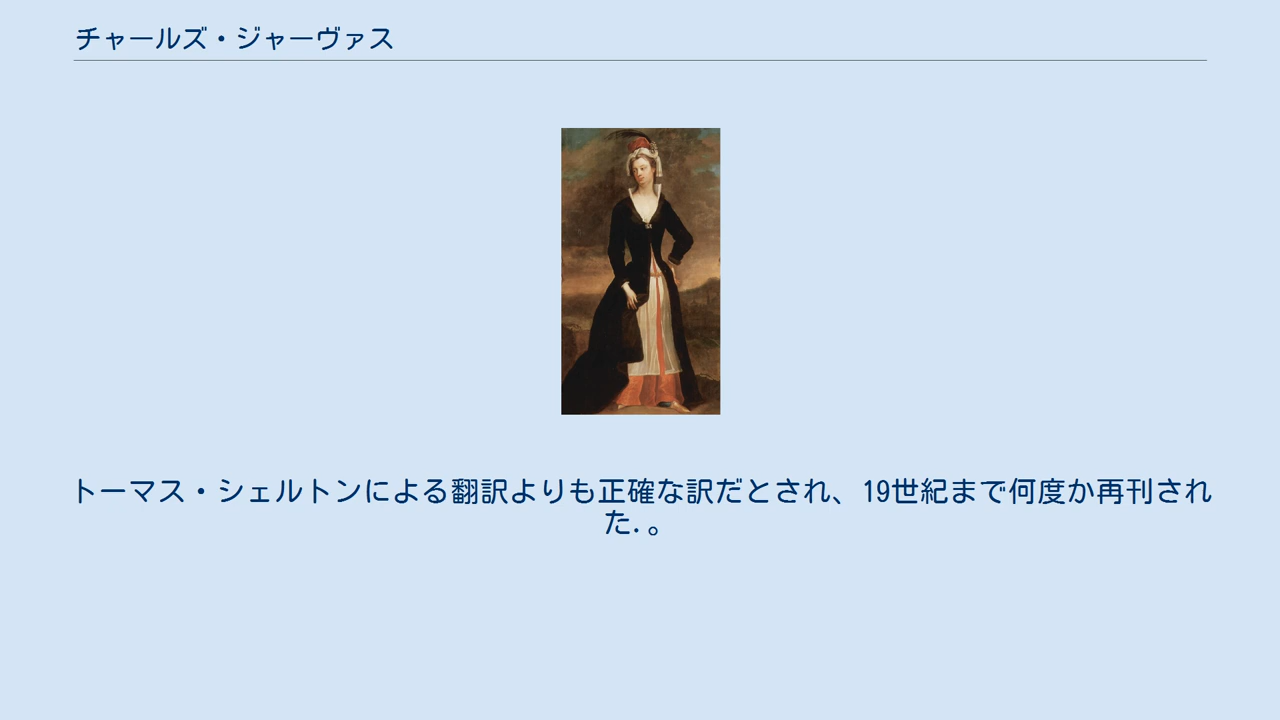 チャールズ・ジャーヴァス
トーマス・シェルトンによる翻訳よりも正確な訳だとされ、19世紀まで何度か再刊され
た.。